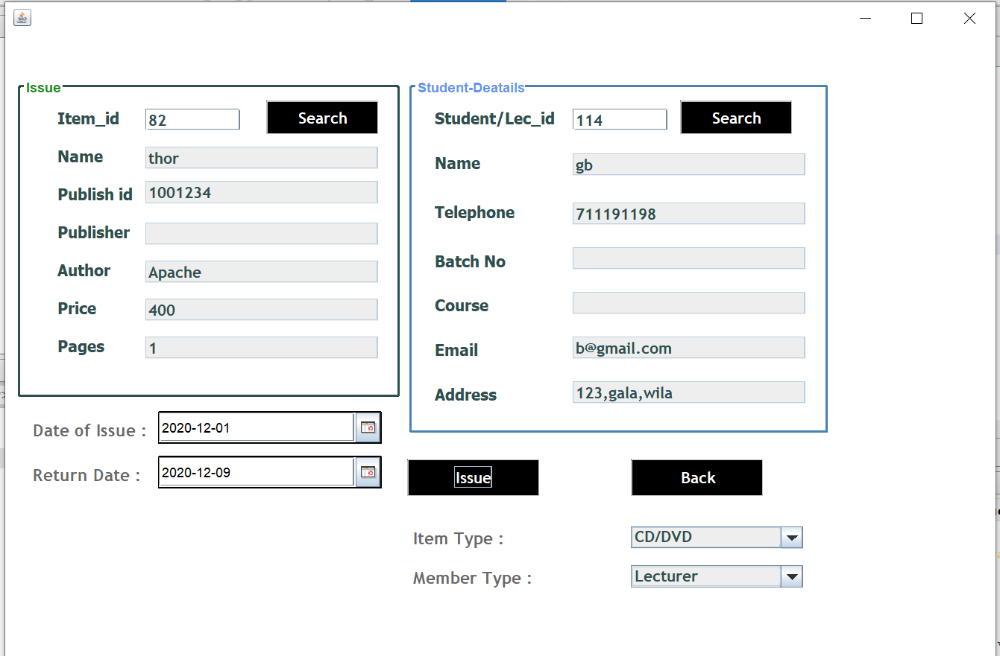 Issue
Item_id 82 Search
Name thor
Publish id 1001234
Publisher
Author Apache
Price 400
Pages 1
Student-Deatails
Student/Lec_id 114 Search
Name gb
Telephone 711191198
Batch No
Course
Email b@gmail.com
Address 123,gala,wila
Date of Issue : 2020-12-01
Return Date : 2020-12-09
Issue Back
Item Type : CD/DVD
Member Type : Lecturer